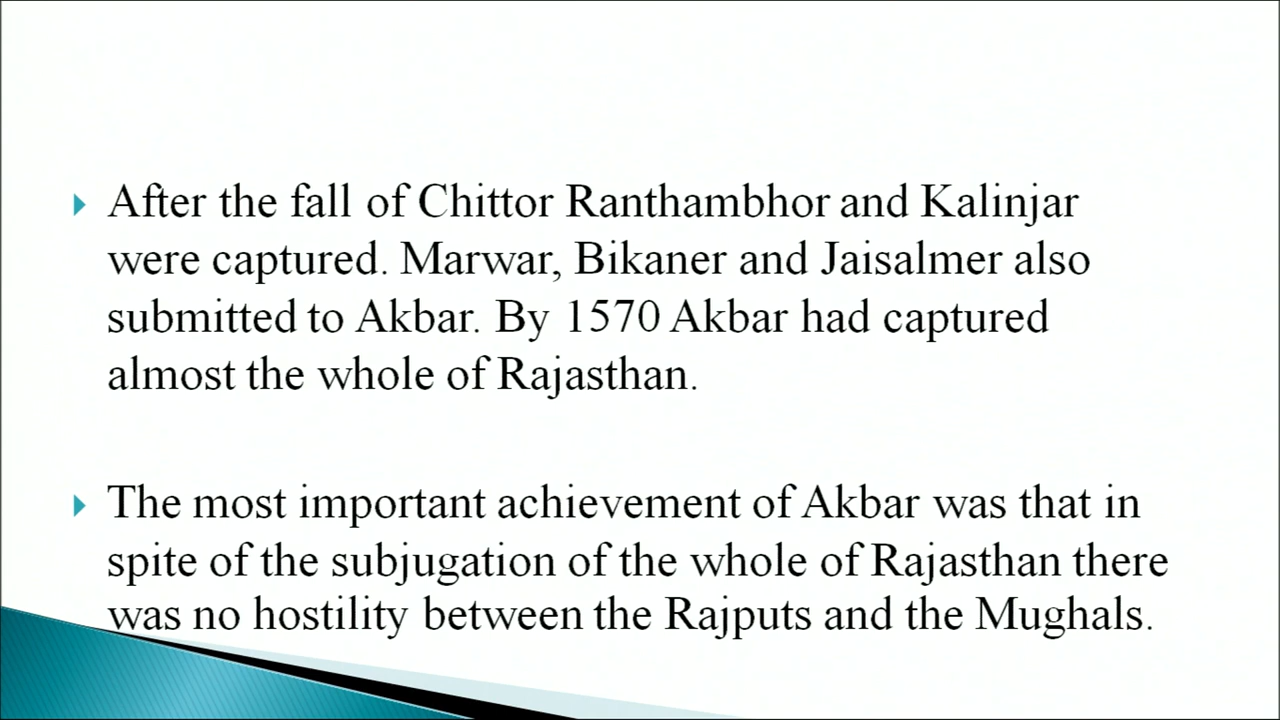 After the fall of Chittor Ranthambhor and Kalinjar
were captured. Marwar, Bikaner and Jaisalmer also
submitted to Akbar. By 1570 Akbar had captured
almost the whole of Rajasthan.
The most important achievement of Akbar was that in
spite of the subjugation of the whole of Rajasthan there
was no hostility between the Rajputs and the Mughals.